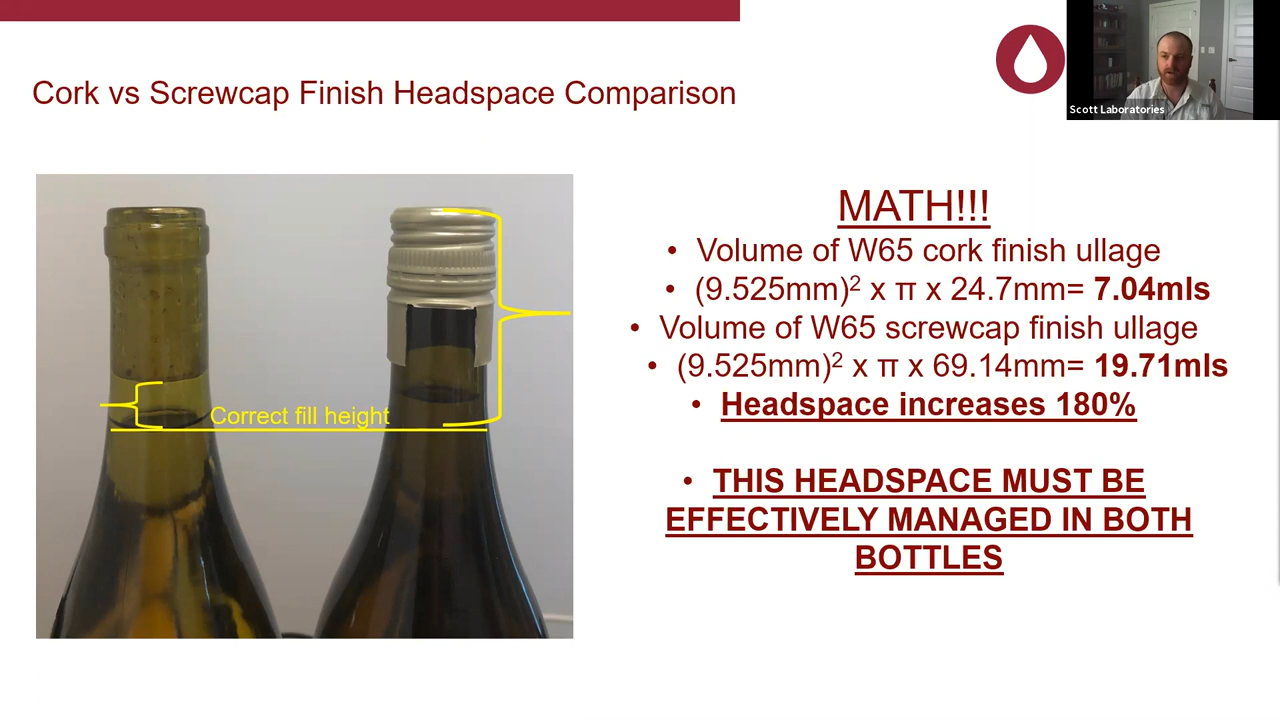 Scott Laboratories
Cork vs Screwcap Finish Headspace Comparison
Correct fill height
MATH!!!
• Volume of W65 cork finish ullage
• (9.525mm)² x π x 24.7mm= 7.04mls
• Volume of W65 screwcap finish ullage
• (9.525mm)² x π x 69.14mm= 19.71mls
• Headspace increases 180%
• THIS HEADSPACE MUST BE
EFFECTIVELY MANAGED IN BOTH
BOTTLES